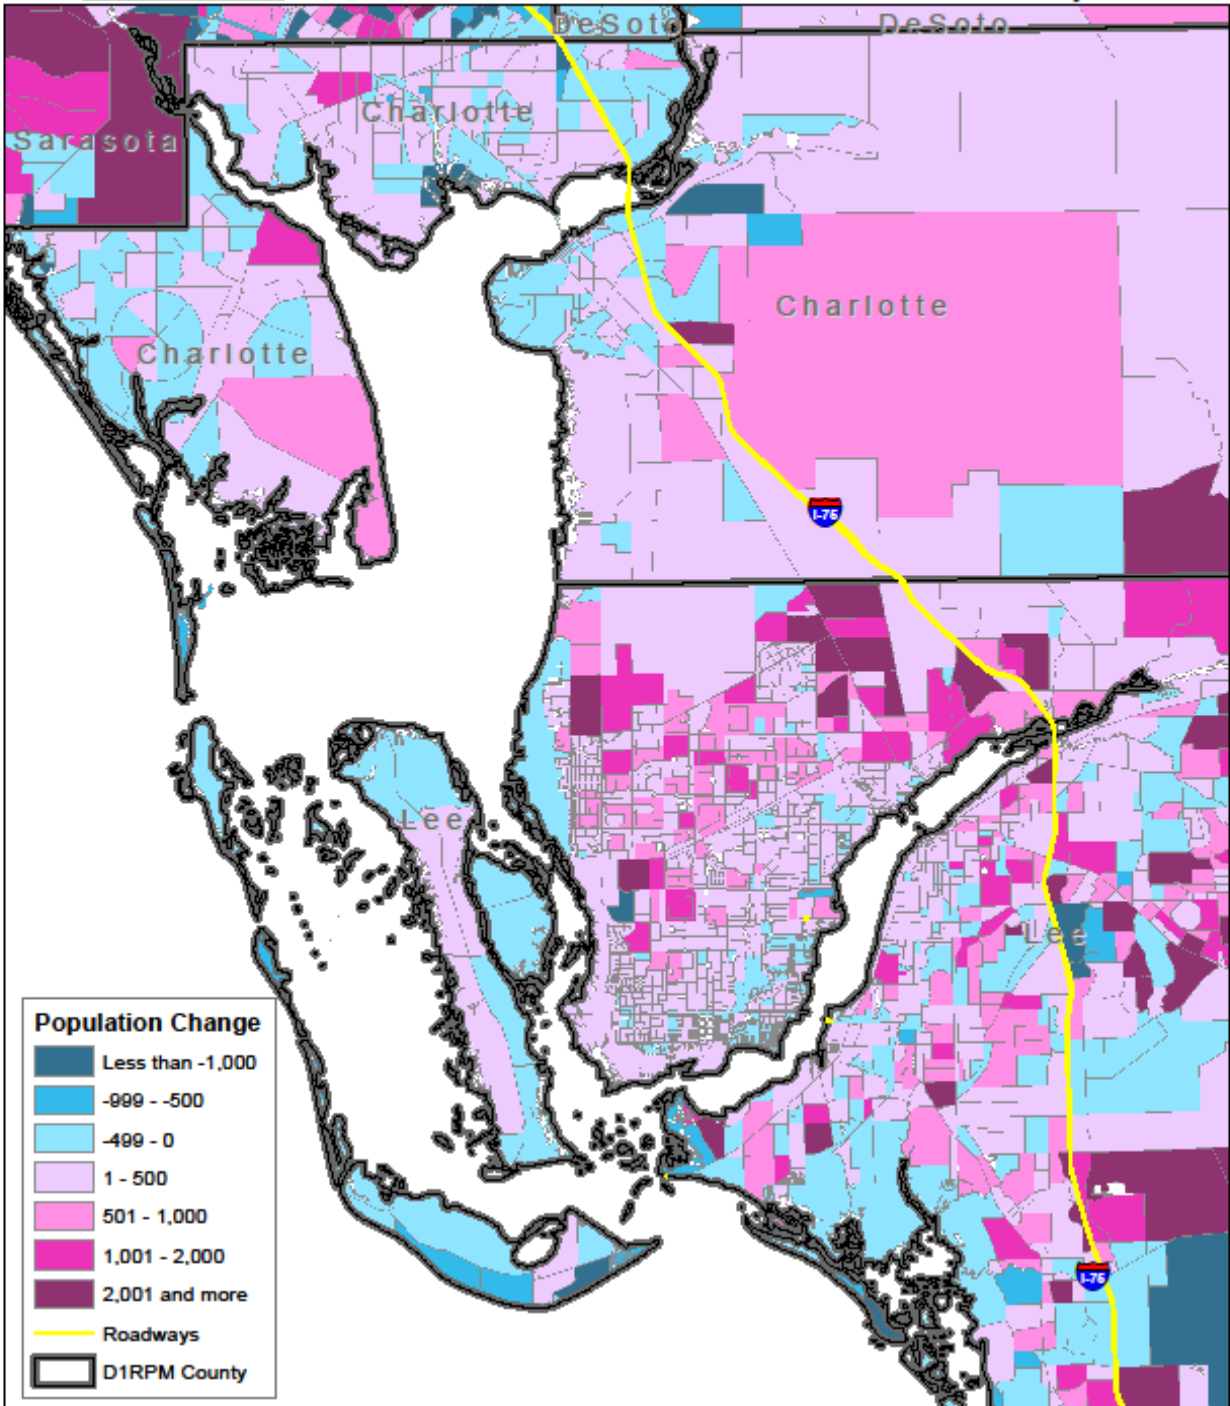 DeSoto
DeSoto
Charlotte
Sarasota
Charlotte
Charlotte
I-75
Lee
Lee
I-75
Population Change
Less than -1,000
-999 - -500
-499 - 0
1 - 500
501 - 1,000
1,001 - 2,000
2,001 and more
Roadways
D1RPM County